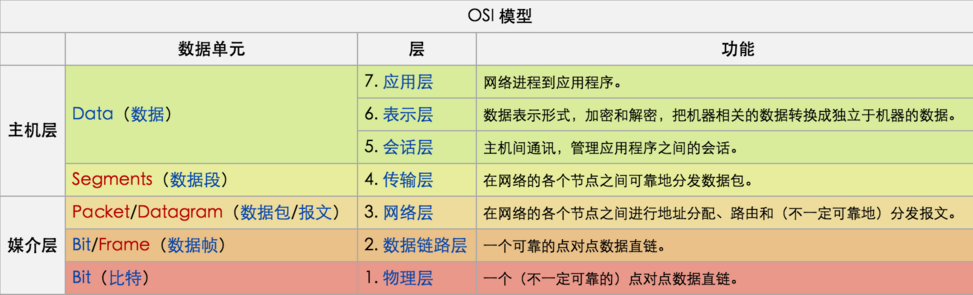 OSI 模型
数据单元 层 功能
主机层 Data（数据） 7. 应用层 网络进程到应用程序。
6. 表示层 数据表示形式，加密和解密，把机器相关的数据转换成独立于机器的数据。
5. 会话层 主机间通讯，管理应用程序之间的会话。
Segments（数据段） 4. 传输层 在网络的各个节点之间可靠地分发数据包。
媒介层 Packet/Datagram（数据包/报文） 3. 网络层 在网络的各个节点之间进行地址分配、路由和（不一定可靠地）分发报文。
Bit/Frame（数据帧） 2. 数据链路层 一个可靠的点对点数据直链。
Bit（比特） 1. 物理层 一个（不一定可靠的）点对点数据直链。